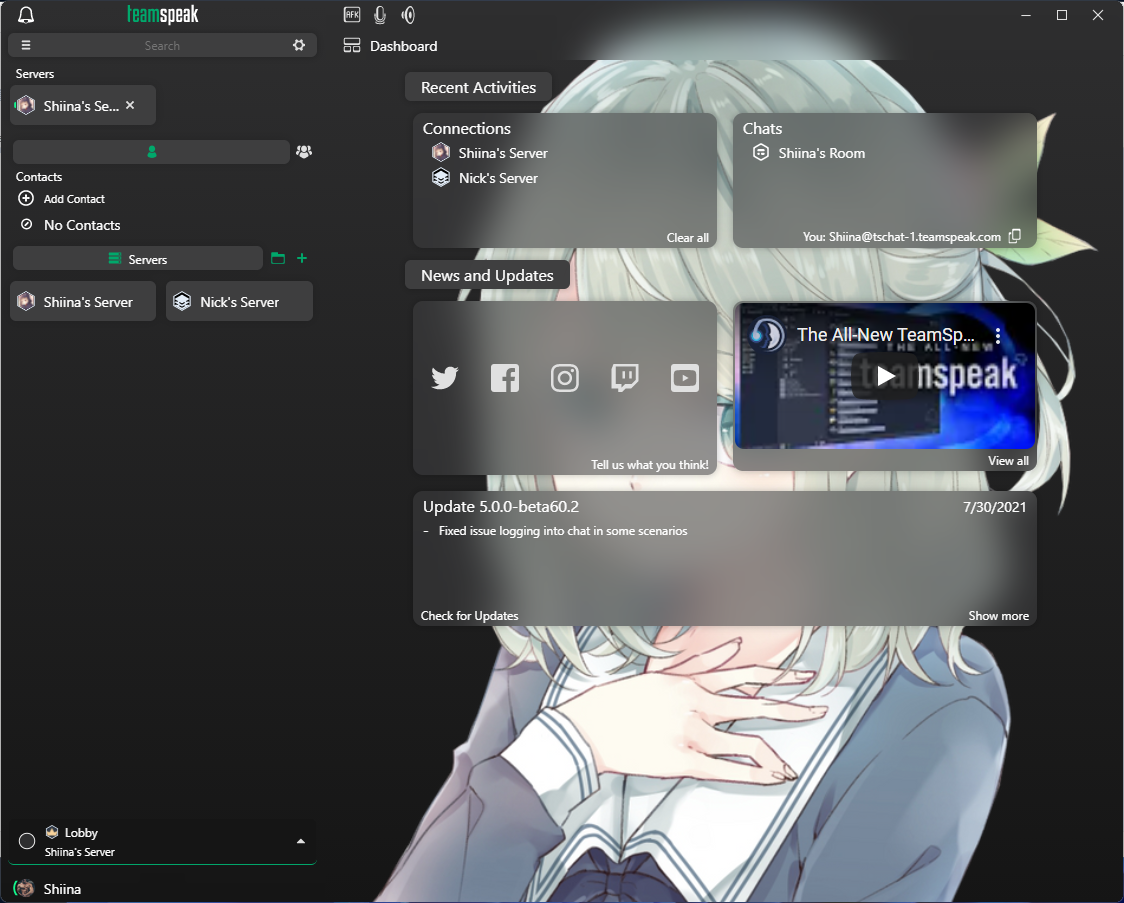 teamspeak
AFK
Search
Dashboard
Servers
Shiina's Se...
Contacts
Add Contact
No Contacts
Servers
Shiina's Server
Nick's Server
Recent Activities
Connections
Shiina's Server
Nick's Server
Clear all
Chats
Shiina's Room
You: Shiina@tschat-1.teamspeak.com
News and Updates
Tell us what you think!
The All-New TeamSp...
THE ALL-NEW
teamspeak
View all
Update 5.0.0-beta60.2
7/30/2021
- Fixed issue logging into chat in some scenarios
Check for Updates
Show more
Lobby
Shiina's Server
Shiina